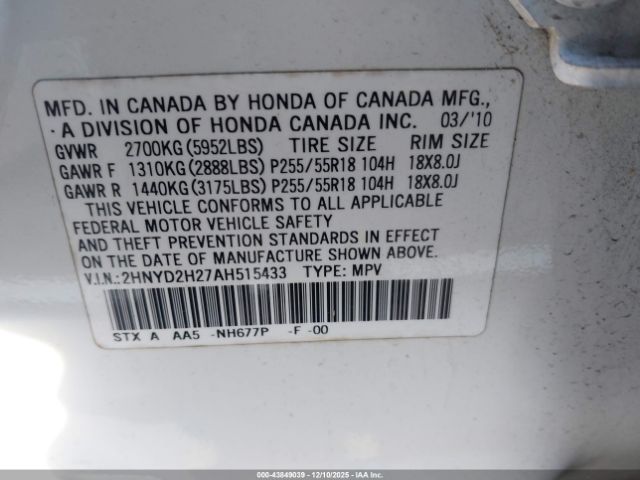 MFD. IN CANADA BY HONDA OF CANADA MFG.,
A DIVISION OF HONDA CANADA INC. 03/'10
GVWR 2700KG(5952LBS) TIRE SIZE RIM SIZE
GAWR F 1310KG(2888LBS) P255/55R18 104H 18X8.0J
GAWR R 1440KG(3175LBS) P255/55R18 104H 18X8.0J
THIS VEHICLE CONFORMS TO ALL APPLICABLE
FEDERAL MOTOR VEHICLE SAFETY
AND THEFT PREVENTION STANDARDS IN EFFECT
ON THE DATE OF MANUFACTURE SHOWN ABOVE.
V.I.N.:2HNYD2H27AH515433 TYPE: MPV
STX A AA5 -NH677P -F -00
000-43849039 - 12/10/2025 - IAA Inc.